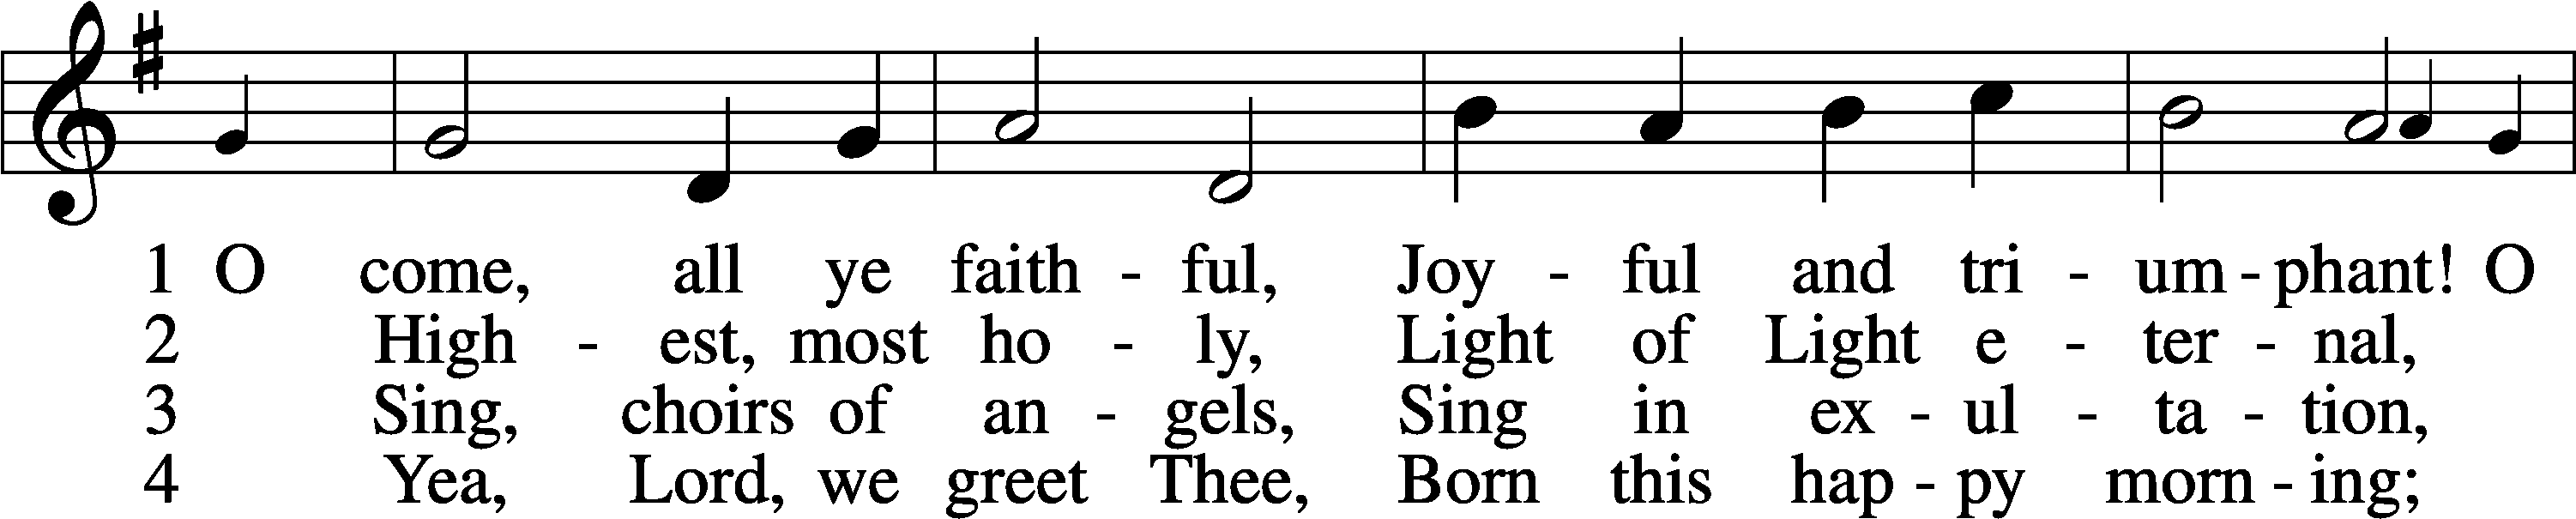 1 O come, all ye faith - ful, Joy - ful and tri - um - phant! O
2 High - est, most ho - ly, Light of Light e - ter - nal,
3 Sing, choirs of an - gels, Sing in ex - ul - ta - tion,
4 Yea, Lord, we greet Thee, Born this hap - py morn - ing;